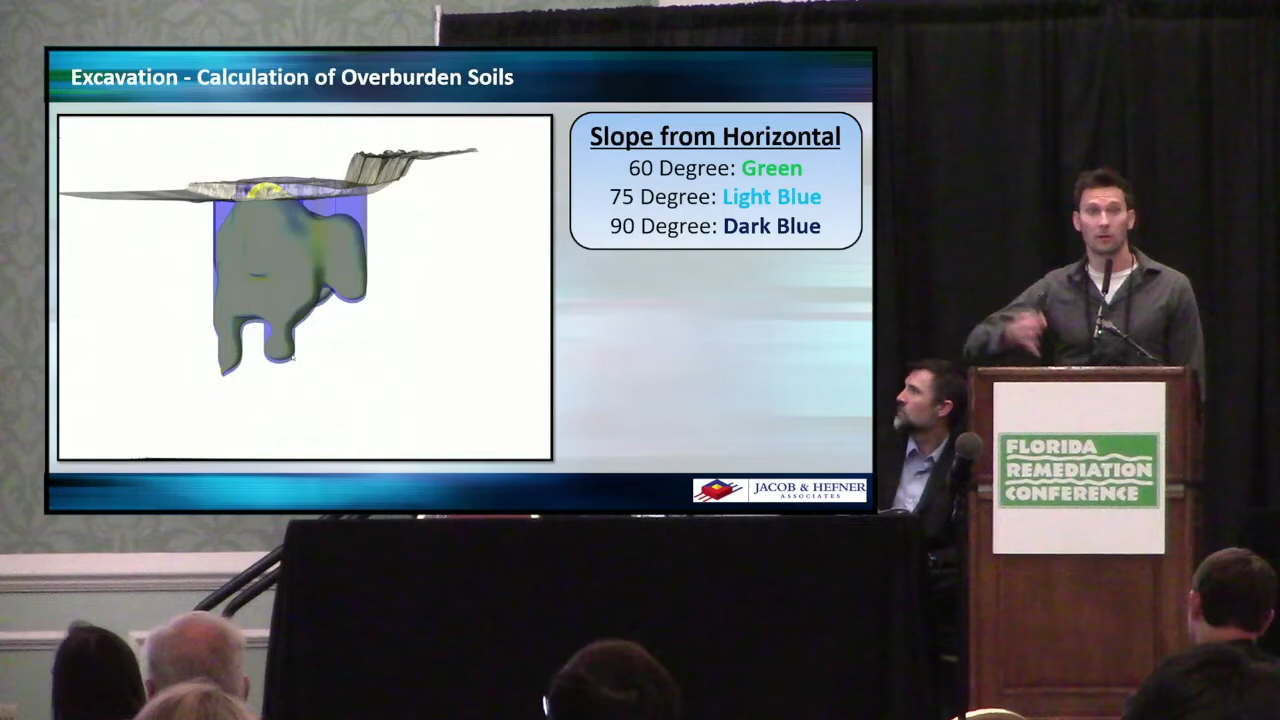 Excavation - Calculation of Overburden Soils
Slope from Horizontal
60 Degree: Green
75 Degree: Light Blue
90 Degree: Dark Blue
JACOB & HEFNER
ASSOCIATES
FLORIDA
REMEDIATION
CONFERENCE